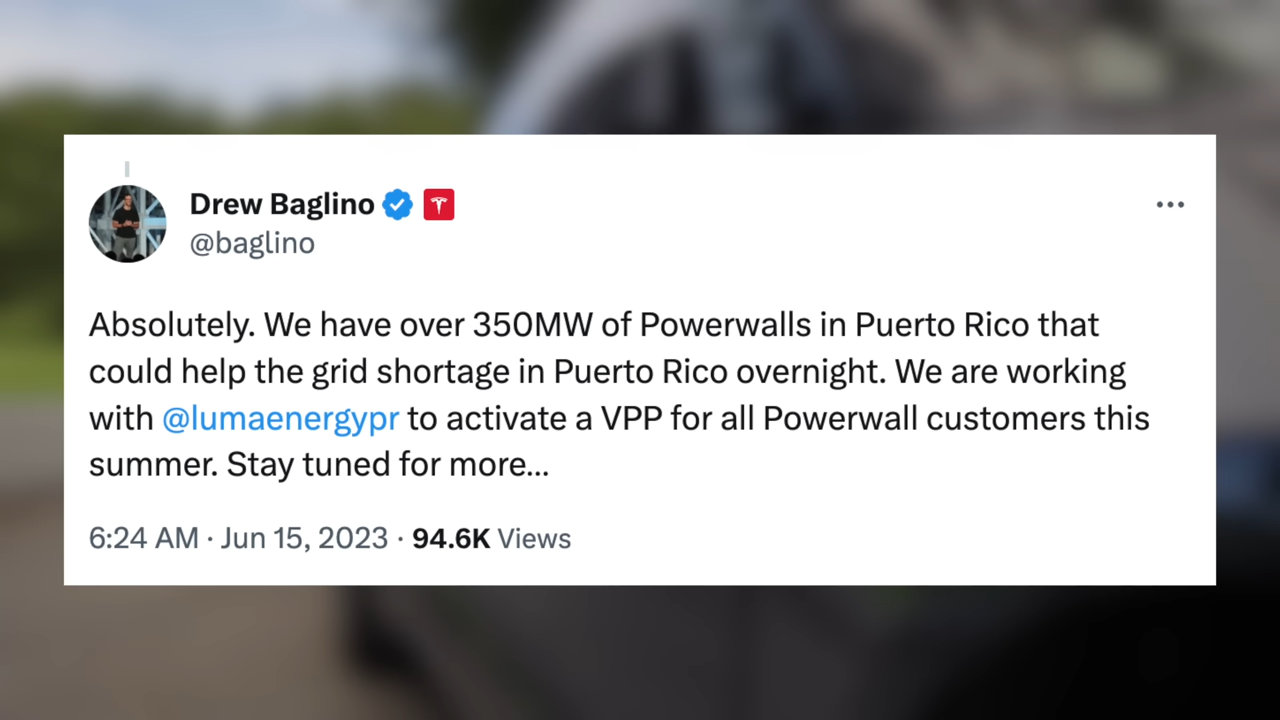 Drew Baglino
@baglino
Absolutely. We have over 350MW of Powerwalls in Puerto Rico that
could help the grid shortage in Puerto Rico overnight. We are working
with @lumaenergypr to activate a VPP for all Powerwall customers this
summer. Stay tuned for more...
6:24 AM · Jun 15, 2023 · 94.6K Views